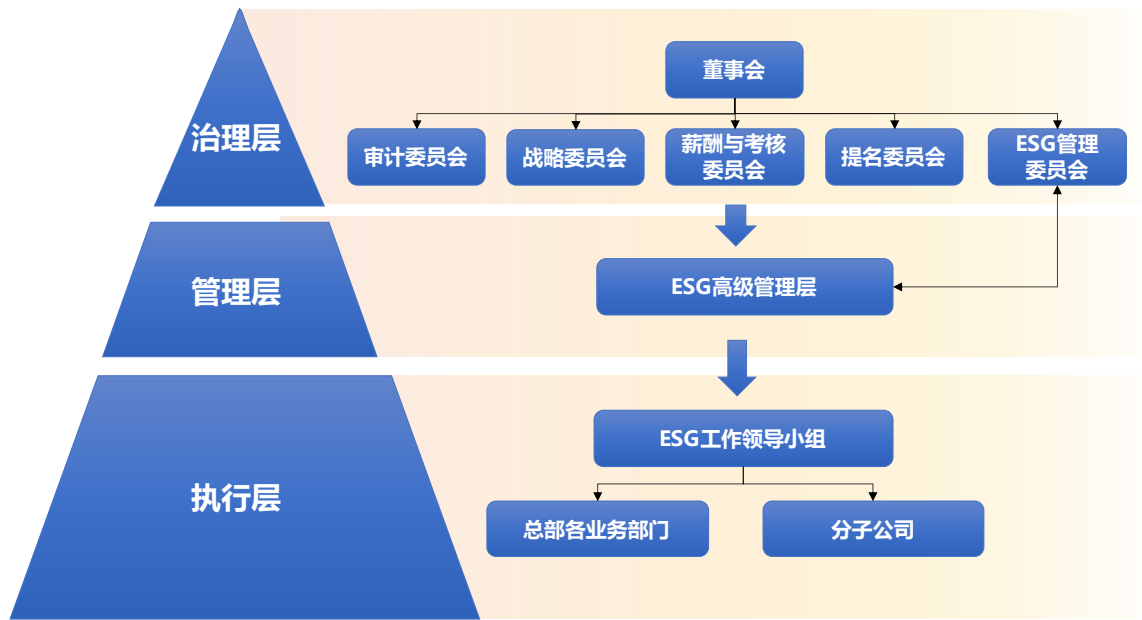 治理层
董事会
审计委员会
战略委员会
薪酬与考核
委员会
提名委员会
ESG管理
委员会
管理层
ESG高级管理层
执行层
ESG工作领导小组
总部各业务部门
分子公司